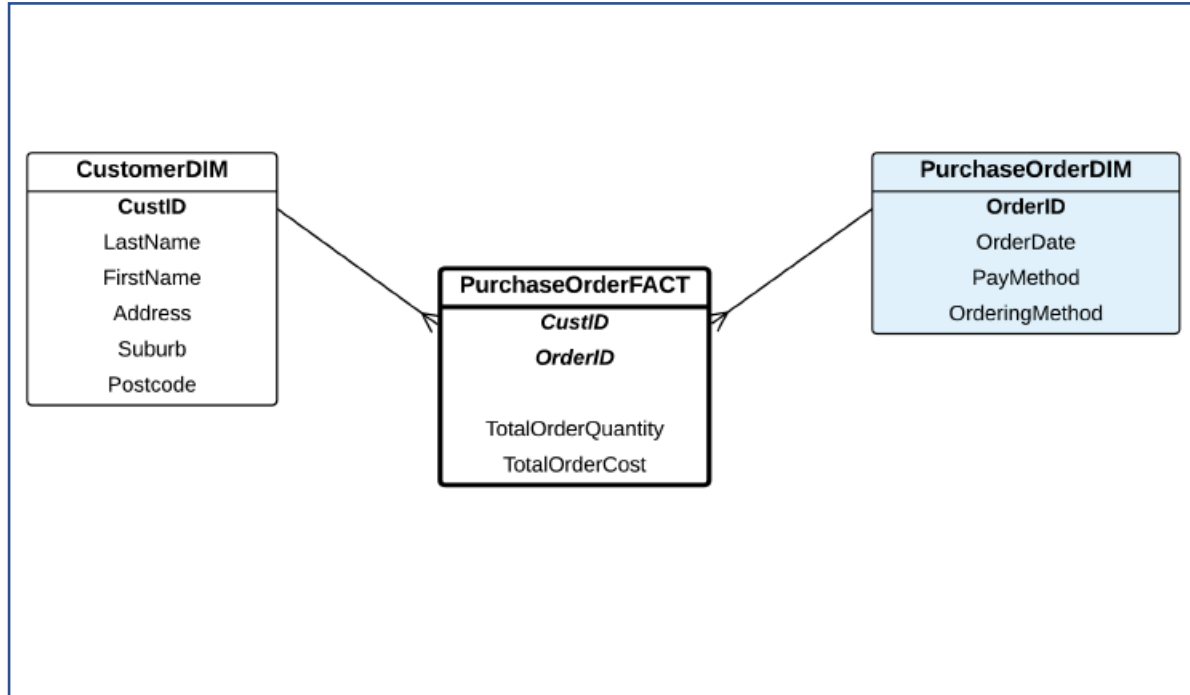 CustomerDIM
CustID
LastName
FirstName
Address
Suburb
Postcode
PurchaseOrderFACT
CustID
OrderID
TotalOrderQuantity
TotalOrderCost
PurchaseOrderDIM
OrderID
OrderDate
PayMethod
OrderingMethod